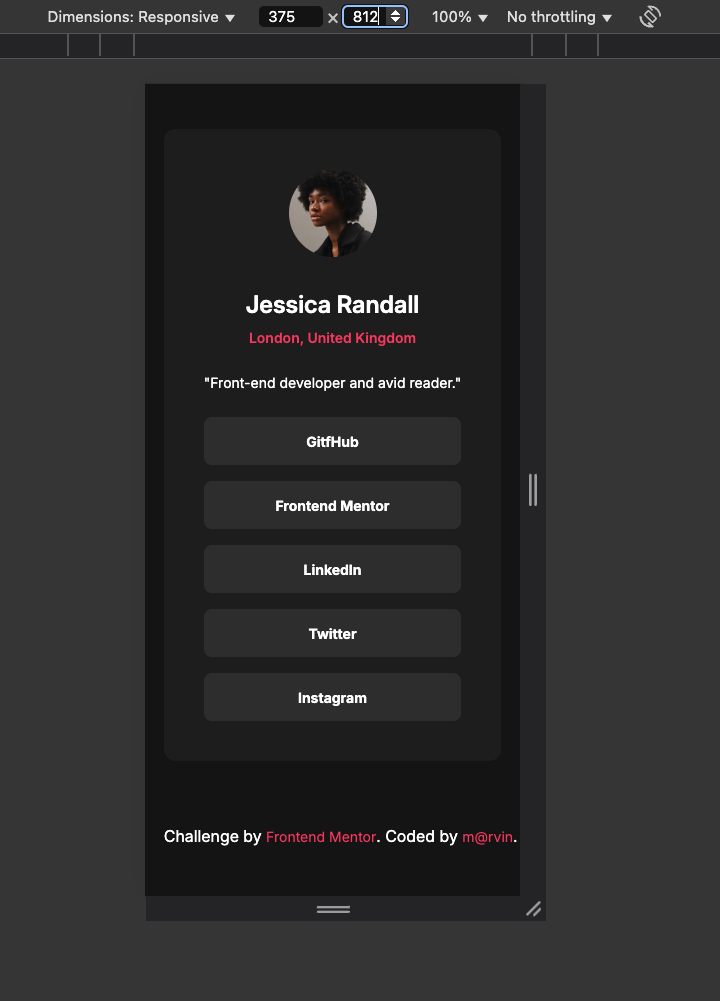 Dimensions: Responsive ▼ 375 × 812 100% ▼ No throttling ▼
Jessica Randall
London, United Kingdom
"Front-end developer and avid reader."
GitfHub
Frontend Mentor
LinkedIn
Twitter
Instagram
Challenge by Frontend Mentor. Coded by m@rvin.